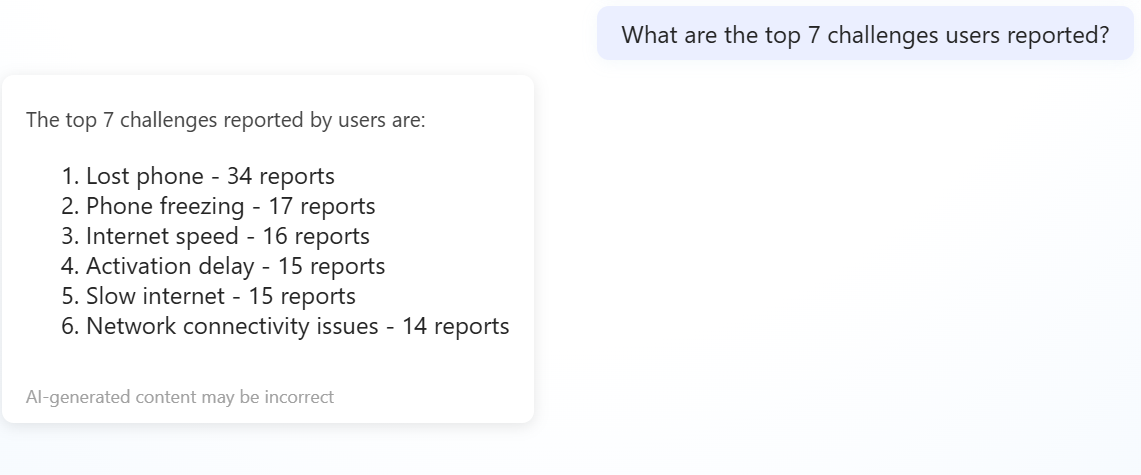 What are the top 7 challenges users reported?
The top 7 challenges reported by users are:
1. Lost phone - 34 reports
2. Phone freezing - 17 reports
3. Internet speed - 16 reports
4. Activation delay - 15 reports
5. Slow internet - 15 reports
6. Network connectivity issues - 14 reports
AI-generated content may be incorrect